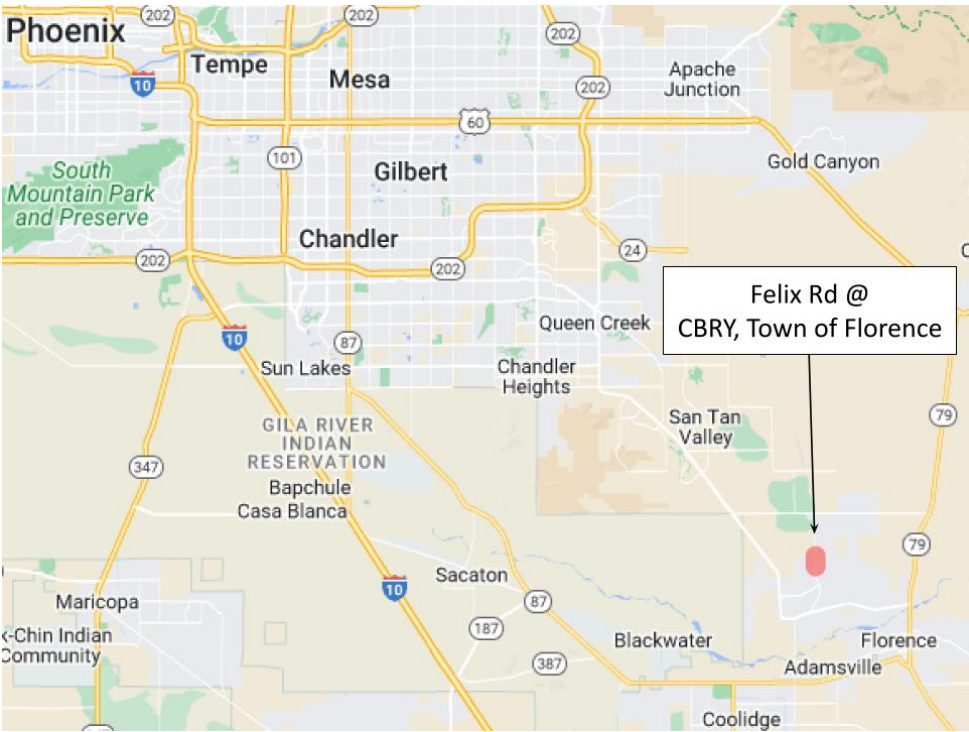 202
202
Phoenix
202
Tempe
Mesa
Apache
Junction
10
202
60
101
Gold Canyon
South
Mountain Park
and Preserve
Gilbert
Chandler
24
202
202
Felix Rd @
CBRY, Town of Florence
Queen Creek
10
87
Sun Lakes
Chandler
Heights
79
San Tan
Valley
GILA RIVER
INDIAN
RESERVATION
347
Bapchule
Casa Blanca
79
Sacaton
10
87
Maricopa
187
k-Chin Indian
Community
Blackwater
Florence
387
Adamsville
Coolidge